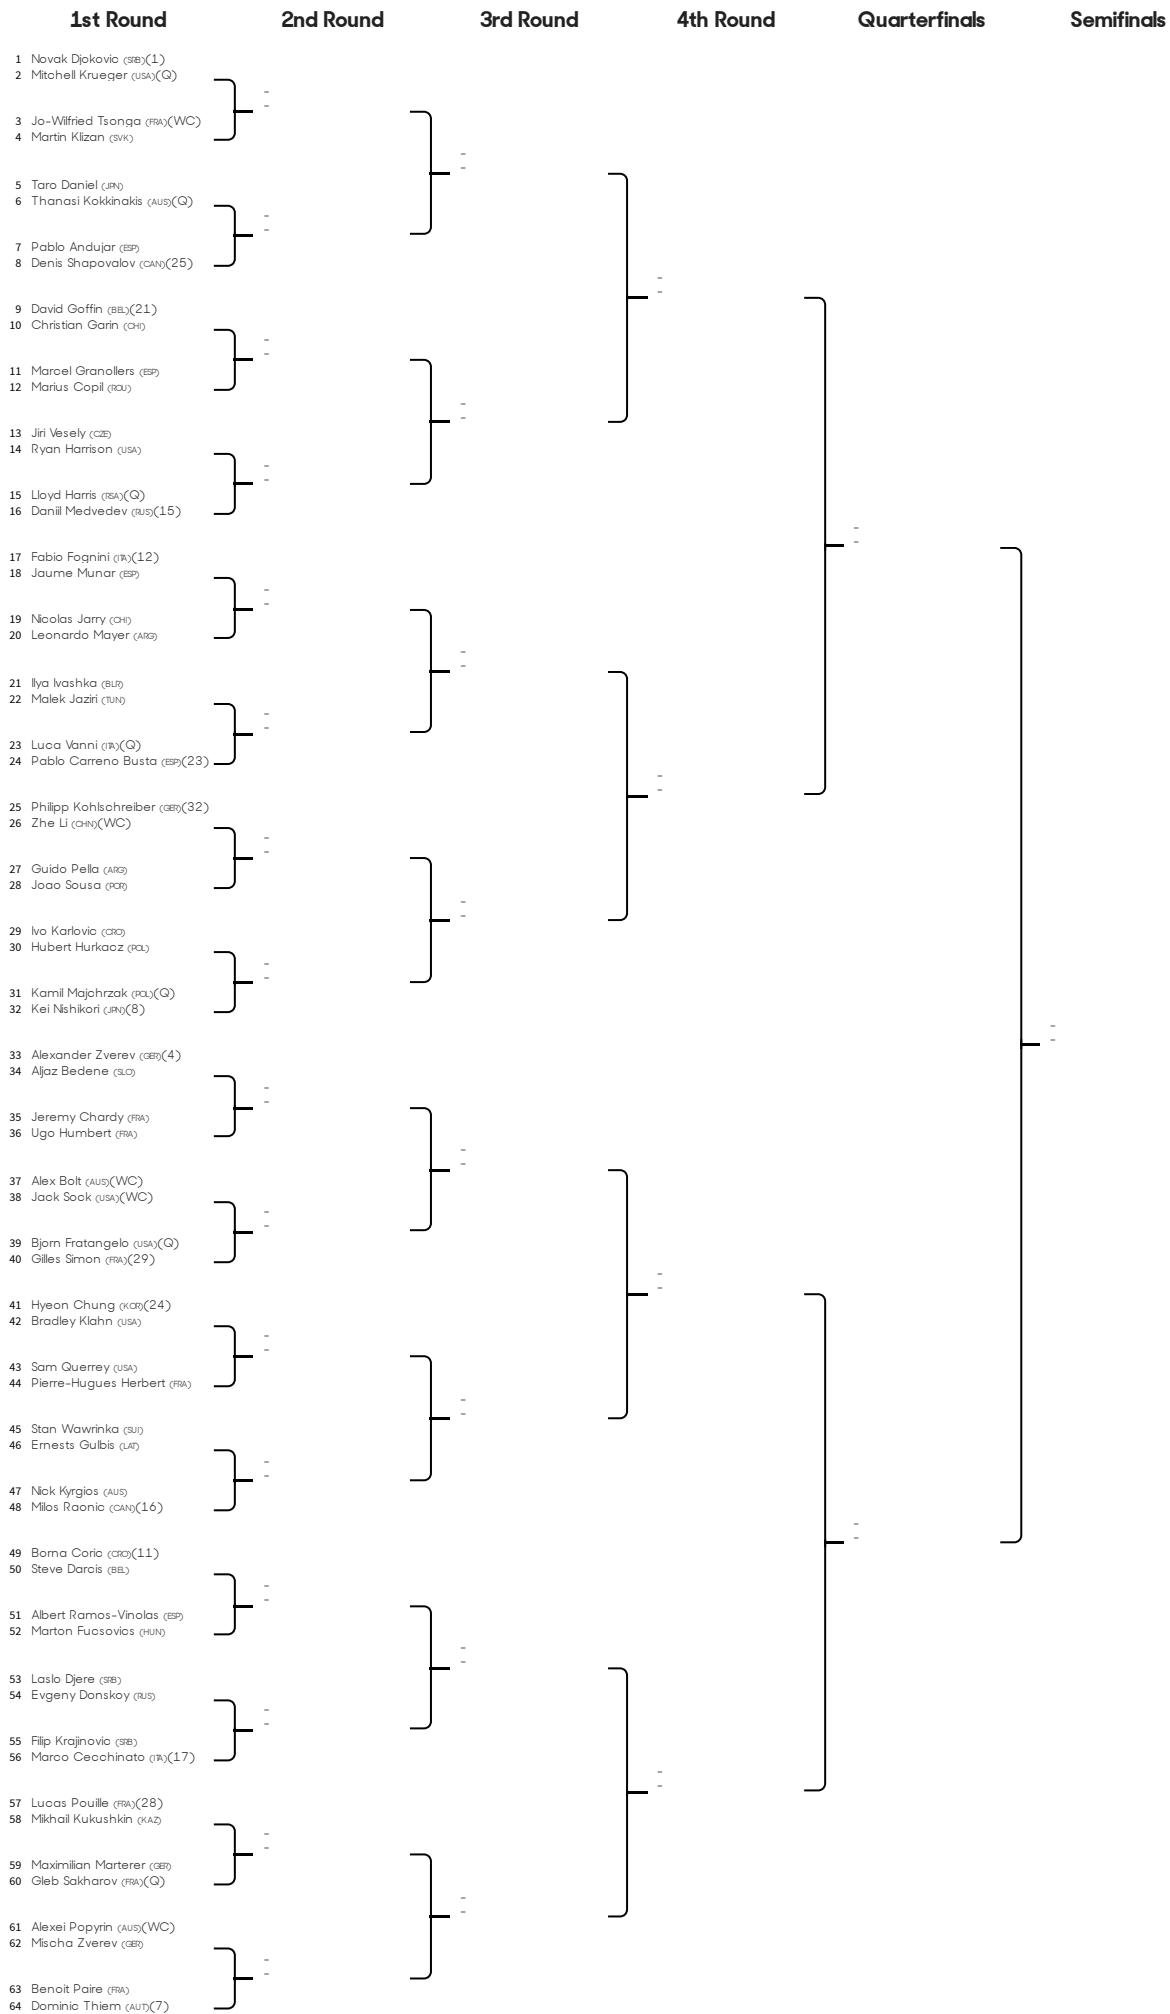 1st Round 2nd Round 3rd Round 4th Round Quarterfinals Semifinals
1 Novak Djokovic (SRB)(1)
2 Mitchell Krueger (USA)(Q)
3 Jo-Wilfried Tsonga (FRA)(WC)
4 Martin Klizan (SVK)
5 Taro Daniel (JPN)
6 Thanasi Kokkinakis (AUS)(Q)
7 Pablo Andujar (ESP)
8 Denis Shapovalov (CAN)(25)
9 David Goffin (BEL)(21)
10 Christian Garin (CHI)
11 Marcel Granollers (ESP)
12 Marius Copil (ROU)
13 Jiri Vesely (CZE)
14 Ryan Harrison (USA)
15 Lloyd Harris (RSA)(Q)
16 Daniil Medvedev (RUS)(15)
17 Fabio Fognini (ITA)(12)
18 Jaume Munar (ESP)
19 Nicolas Jarry (CHI)
20 Leonardo Mayer (ARG)
21 Ilya Ivashka (BLR)
22 Malek Jaziri (TUN)
23 Luca Vanni (ITA)(Q)
24 Pablo Carreno Busta (ESP)(23)
25 Philipp Kohlschreiber (GER)(32)
26 Zhe Li (CHN)(WC)
27 Guido Pella (ARG)
28 Joao Sousa (POR)
29 Ivo Karlovic (CRO)
30 Hubert Hurkacz (POL)
31 Kamil Majchrzak (POL)(Q)
32 Kei Nishikori (JPN)(8)
33 Alexander Zverev (GER)(4)
34 Aljaz Bedene (SLO)
35 Jeremy Chardy (FRA)
36 Ugo Humbert (FRA)
37 Alex Bolt (AUS)(WC)
38 Jack Sock (USA)(WC)
39 Bjorn Fratangelo (USA)(Q)
40 Gilles Simon (FRA)(29)
41 Hyeon Chung (KOR)(24)
42 Bradley Klahn (USA)
43 Sam Querrey (USA)
44 Pierre-Hugues Herbert (FRA)
45 Stan Wawrinka (SUI)
46 Ernests Gulbis (LAT)
47 Nick Kyrgios (AUS)
48 Milos Raonic (CAN)(16)
49 Borna Coric (CRO)(11)
50 Steve Darcis (BEL)
51 Albert Ramos-Vinolas (ESP)
52 Marton Fucsovics (HUN)
53 Laslo Djere (SRB)
54 Evgeny Donskoy (RUS)
55 Filip Krajinovic (SRB)
56 Marco Cecchinato (ITA)(17)
57 Lucas Pouille (FRA)(28)
58 Mikhail Kukushkin (KAZ)
59 Maximilian Marterer (GER)
60 Gleb Sakharov (FRA)(Q)
61 Alexei Popyrin (AUS)(WC)
62 Mischa Zverev (GER)
63 Benoit Paire (FRA)
64 Dominic Thiem (AUT)(7)